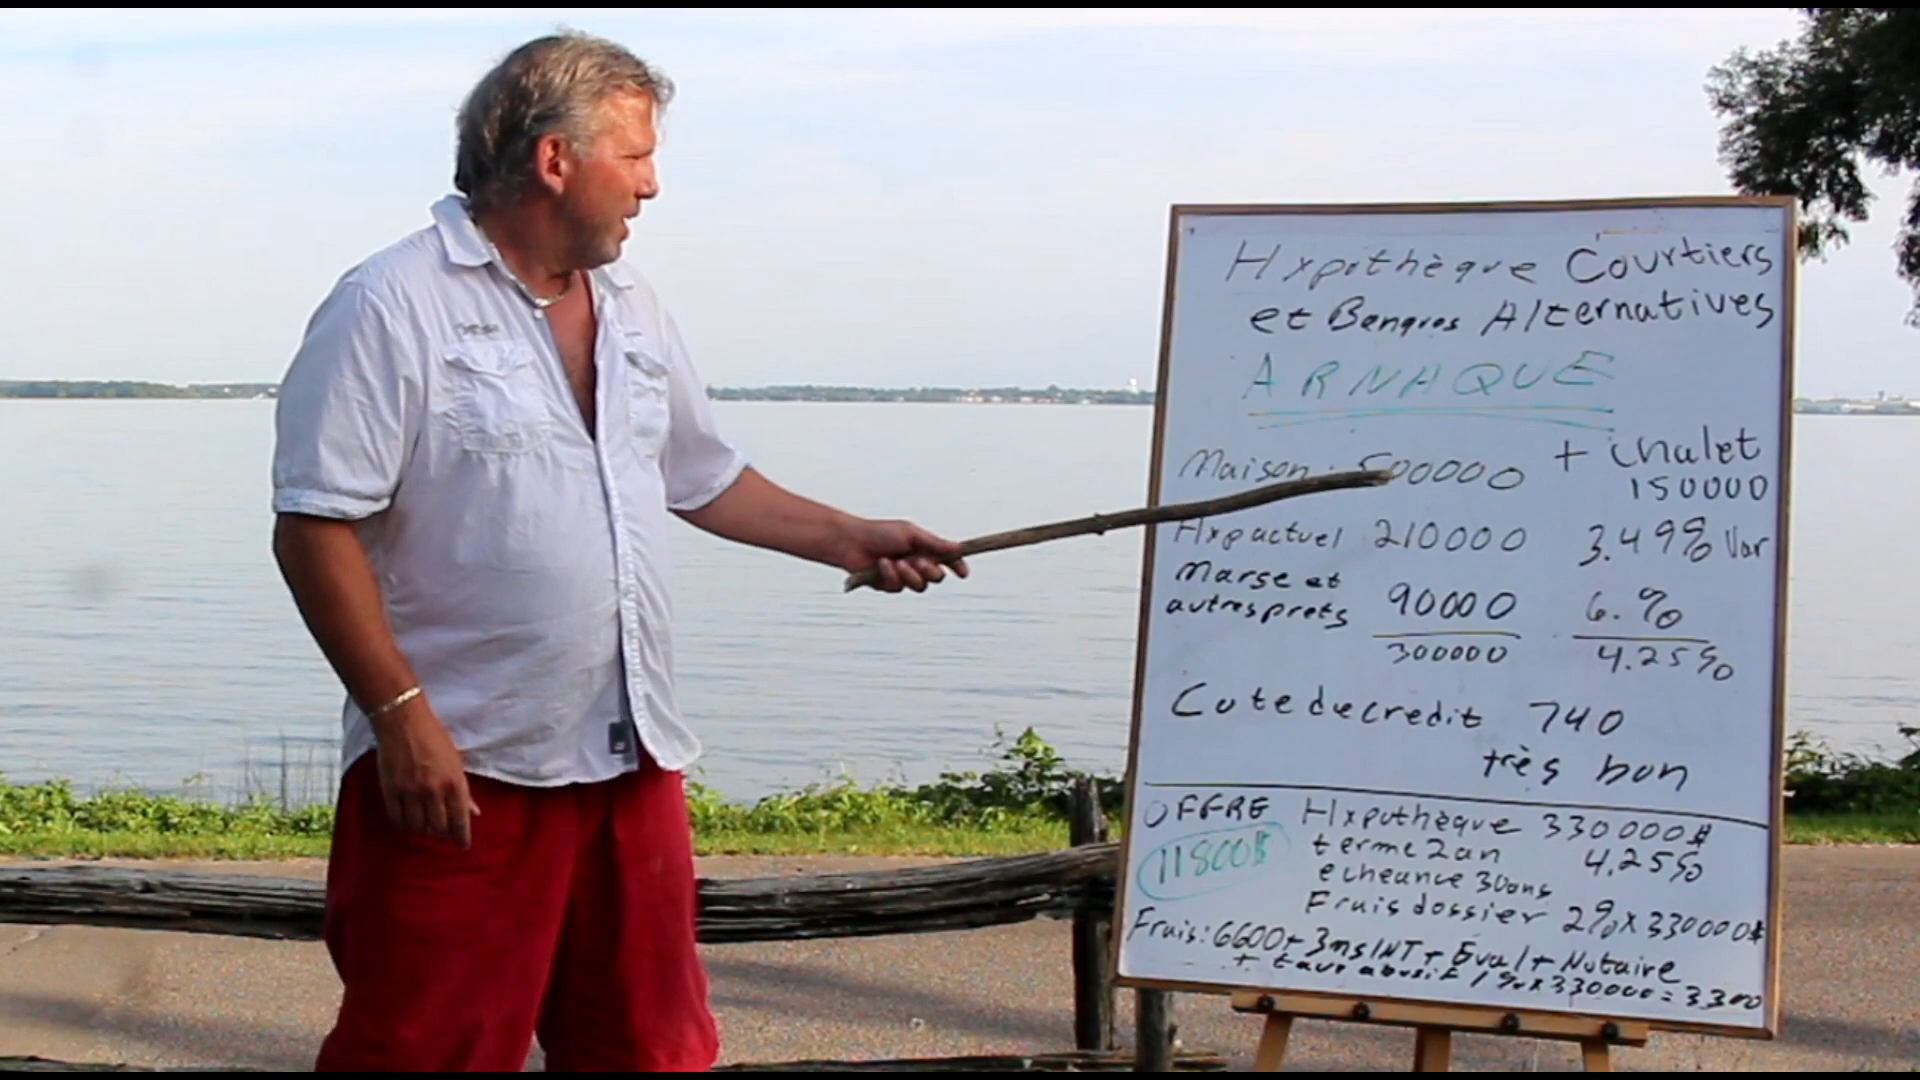 Hxpothèque Courtiers
et Banques Alternatives
ARNAQUE
Maison: 500000 + Chalet 150000
Hxp actuel 210000 3.49% Var
Marge et
autres prets 90000 6.%
300000 4.25%
Cote de credit 740
très bon
OFFRE Hxpothèque 330000$
11800$ terme 2an 4,25%
echeance 30ans
Frais dossier 2% x 330000$
Frais: 6600 + 3ms INT + Eval + Notaire
+ taux abusif 1% x 330000 = 3300